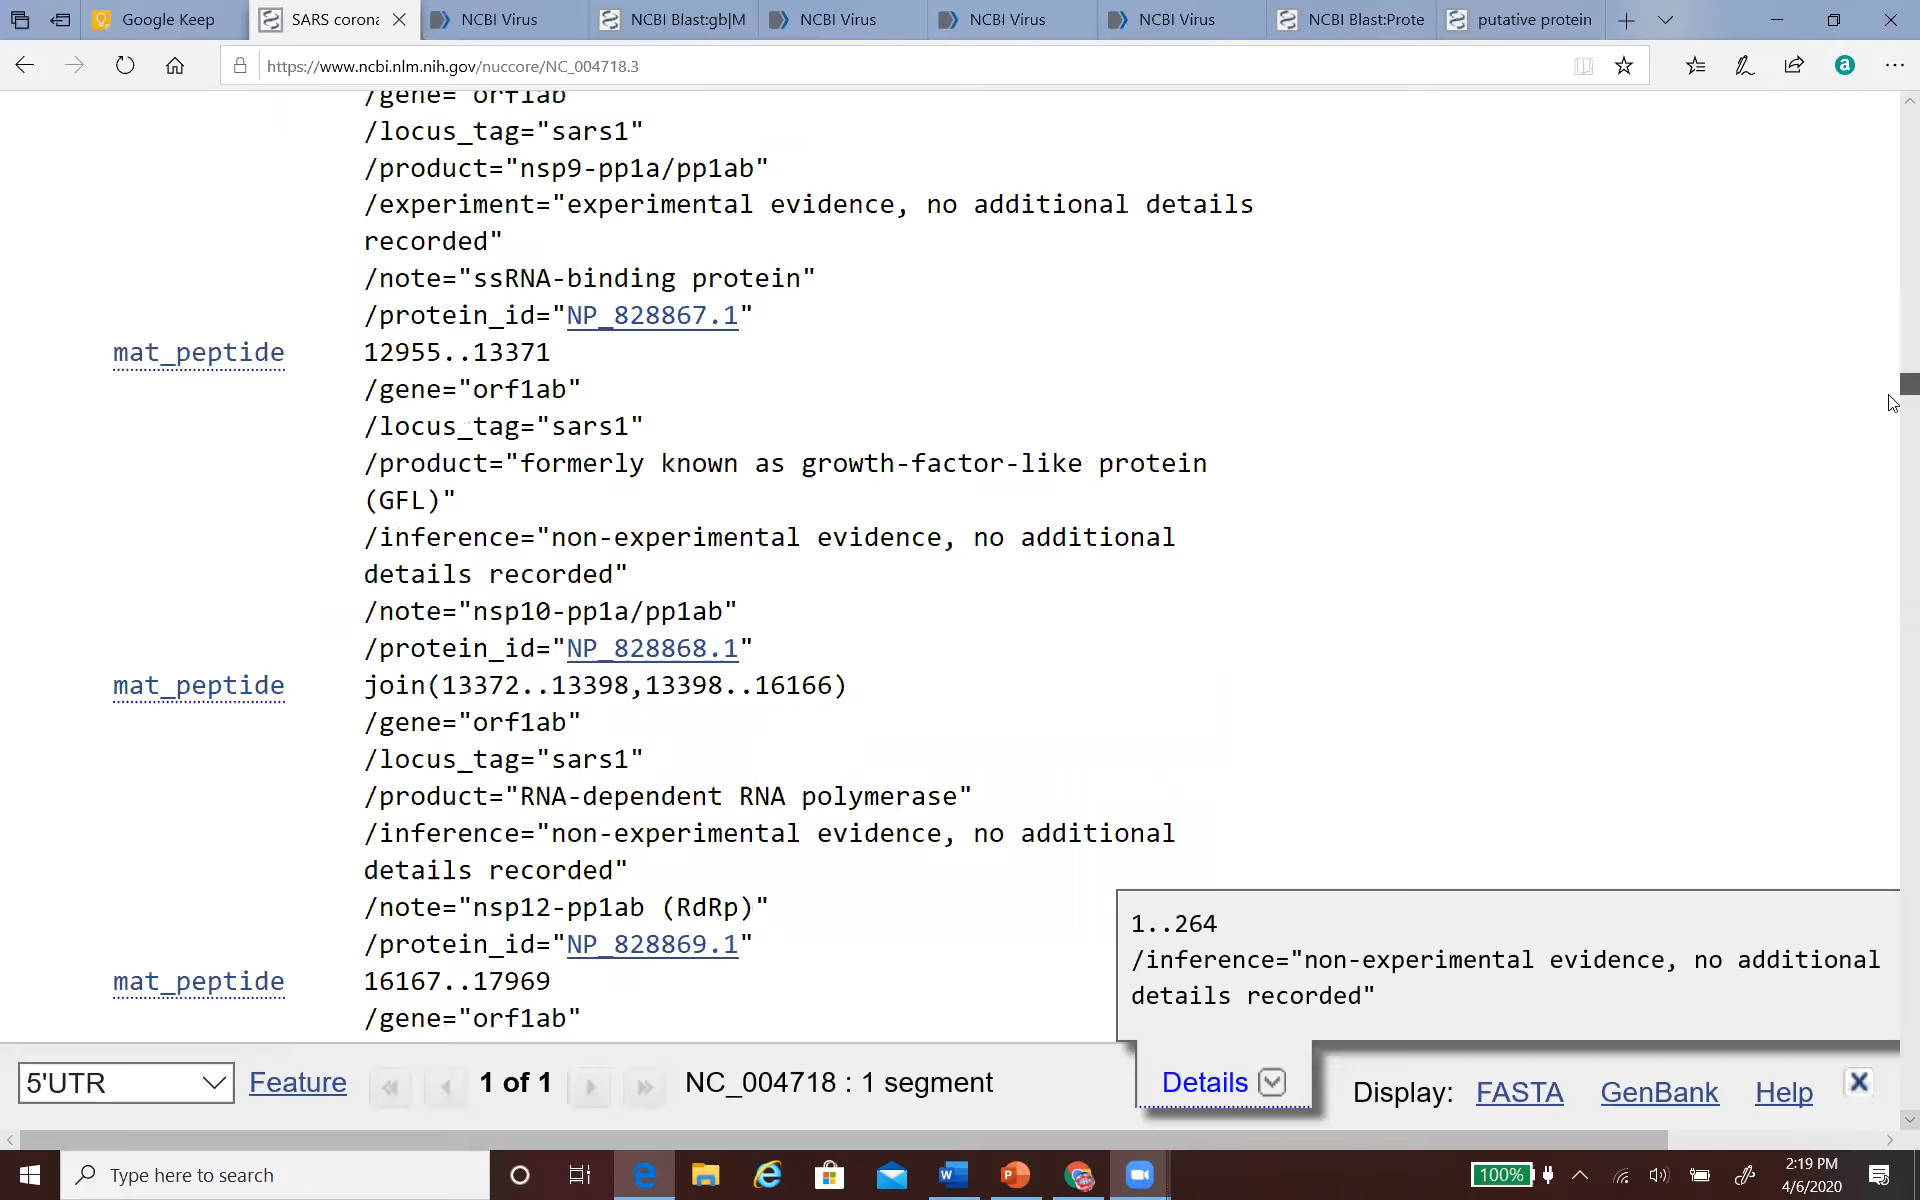 Google Keep
SARS corona
NCBI Virus
NCBI Blast:gb|M
NCBI Virus
NCBI Virus
NCBI Virus
NCBI Blast:Prote
putative protein
https://www.ncbi.nlm.nih.gov/nuccore/NC_004718.3
a
/gene="orf1ab
/locus_tag="sars1"
/product="nsp9-pp1a/pp1ab"
/experiment="experimental evidence, no additional details
recorded"
/note="ssRNA-binding protein"
/protein_id="NP_828867.1"
mat_peptide 12955..13371
/gene="orf1ab"
/locus_tag="sars1"
/product="formerly known as growth-factor-like protein
(GFL)"
/inference="non-experimental evidence, no additional
details recorded"
/note="nsp10-pp1a/pp1ab"
/protein_id="NP_828868.1"
mat_peptide join(13372..13398,13398..16166)
/gene="orf1ab"
/locus_tag="sars1"
/product="RNA-dependent RNA polymerase"
/inference="non-experimental evidence, no additional
details recorded"
/note="nsp12-pp1ab (RdRp)"
/protein_id="NP_828869.1"
mat_peptide 16167..17969
/gene="orf1ab"
1..264
/inference="non-experimental evidence, no additional
details recorded"
5'UTR Feature 1 of 1 NC_004718 : 1 segment Details Display: FASTA GenBank Help
Type here to search
100%
2:19 PM
4/6/2020